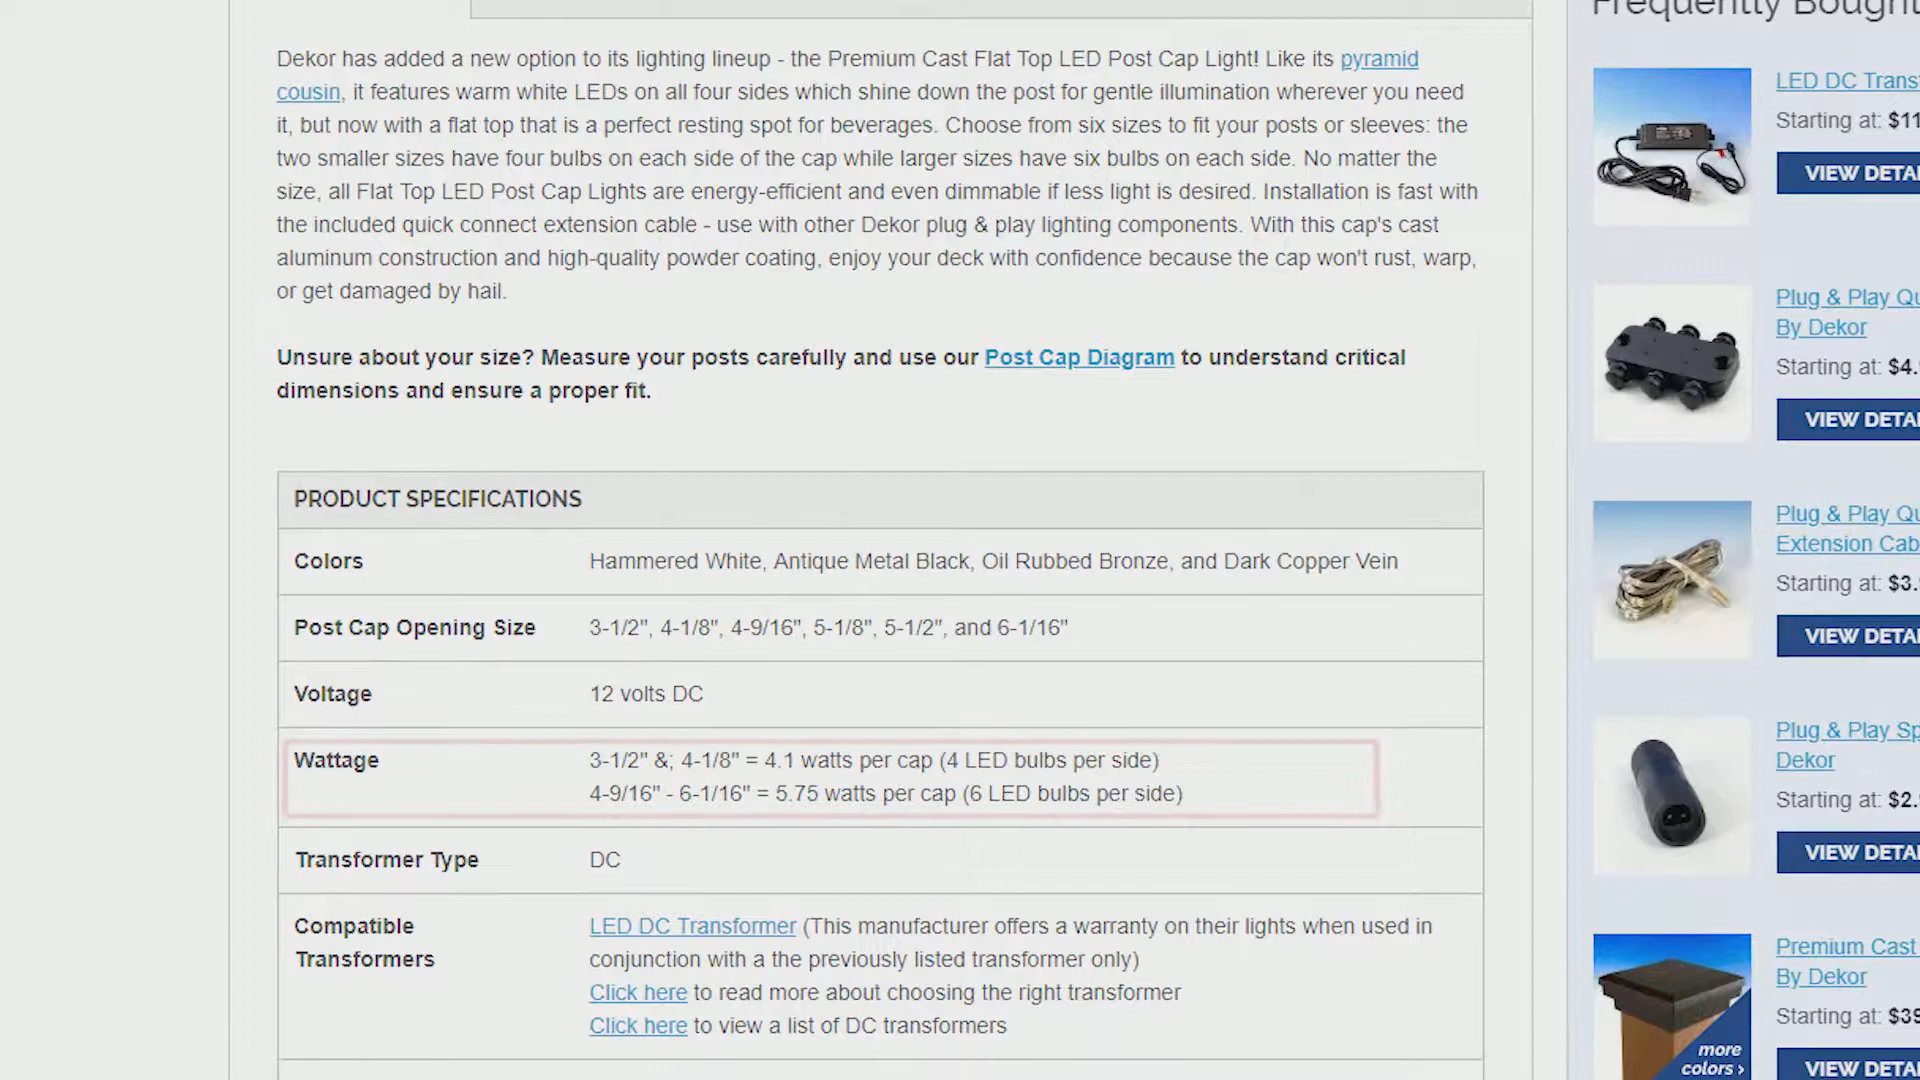 Frequently Bought
Dekor has added a new option to its lighting lineup - the Premium Cast Flat Top LED Post Cap Light! Like its pyramid
cousin, it features warm white LEDs on all four sides which shine down the post for gentle illumination wherever you need
it, but now with a flat top that is a perfect resting spot for beverages. Choose from six sizes to fit your posts or sleeves: the
two smaller sizes have four bulbs on each side of the cap while larger sizes have six bulbs on each side. No matter the
size, all Flat Top LED Post Cap Lights are energy-efficient and even dimmable if less light is desired. Installation is fast with
the included quick connect extension cable - use with other Dekor plug & play lighting components. With this cap's cast
aluminum construction and high-quality powder coating, enjoy your deck with confidence because the cap won't rust, warp,
or get damaged by hail.
Unsure about your size? Measure your posts carefully and use our Post Cap Diagram to understand critical
dimensions and ensure a proper fit.
PRODUCT SPECIFICATIONS
Colors Hammered White, Antique Metal Black, Oil Rubbed Bronze, and Dark Copper Vein
Post Cap Opening Size 3-1/2", 4-1/8", 4-9/16", 5-1/8", 5-1/2", and 6-1/16"
Voltage 12 volts DC
Wattage 3-1/2" &; 4-1/8" = 4.1 watts per cap (4 LED bulbs per side)
4-9/16" - 6-1/16" = 5.75 watts per cap (6 LED bulbs per side)
Transformer Type DC
Compatible LED DC Transformer (This manufacturer offers a warranty on their lights when used in
Transformers conjunction with a the previously listed transformer only)
Click here to read more about choosing the right transformer
Click here to view a list of DC transformers
LED DC Transf
Starting at: $11
VIEW DETAI
Plug & Play Qu
By Dekor
Starting at: $4.
VIEW DETAI
Plug & Play Qu
Extension Cab
Starting at: $3.
VIEW DETAI
Plug & Play Sp
Dekor
Starting at: $2.
VIEW DETAI
Premium Cast
By Dekor
Starting at: $39
VIEW DETAI
more
colors ›